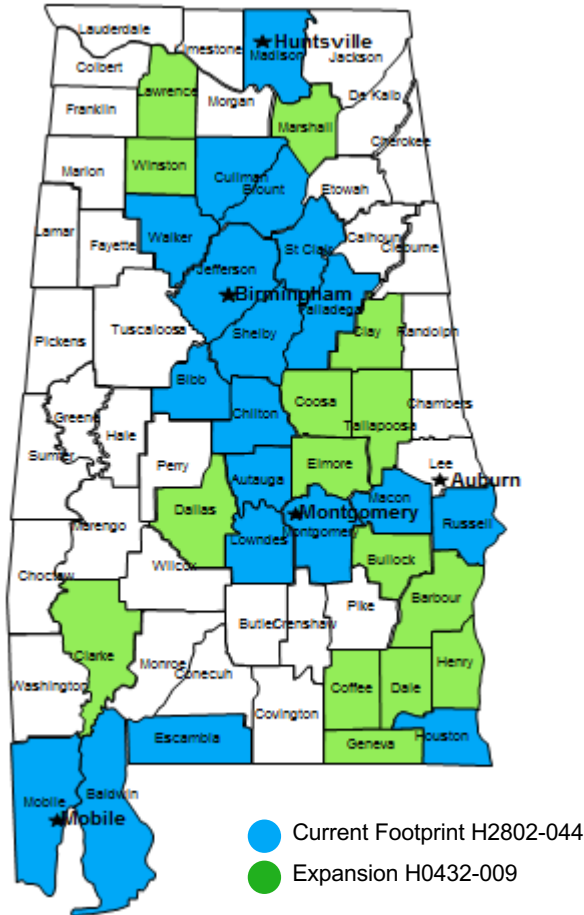 Lauderdale
Limestone
Huntsville
Madison
Jackson
Colbert
Lawrence
Morgan
De Kalb
Franklin
Marshall
Cherokee
Winston
Marion
Cullman
Blount
Etowah
Lamar
Fayette
Walker
St Clair
Calhoun
Cleburne
Jefferson
Birmingham
Talladega
Tuscaloosa
Pickens
Shelby
Clay
Randolph
Bibb
Greene
Hale
Chilton
Coosa
Tallapoosa
Chambers
Sumter
Perry
Elmore
Lee
Auburn
Autauga
Dallas
Macon
Montgomery
Montgomery
Russell
Marengo
Lowndes
Bullock
Choctaw
Wilcox
Barbour
Butler
Crenshaw
Pike
Clarke
Monroe
Conecuh
Henry
Washington
Coffee
Dale
Covington
Escambia
Geneva
Houston
Mobile
Baldwin
Mobile
Current Footprint H2802-044
Expansion H0432-009